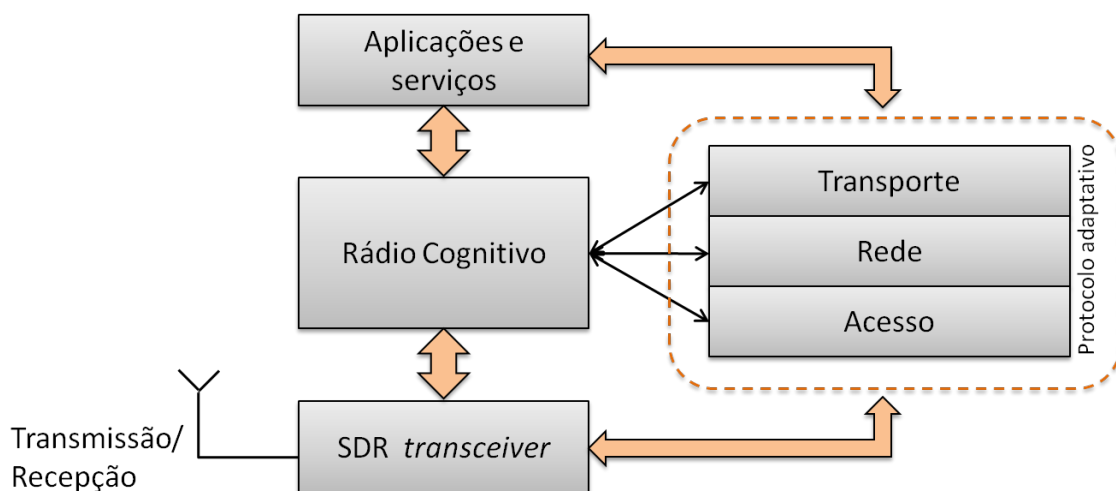 Aplicações e
serviços
Rádio Cognitivo
Transporte
Rede
Acesso
Protocolo adaptativo
Transmissão/
Recepção
SDR transceiver